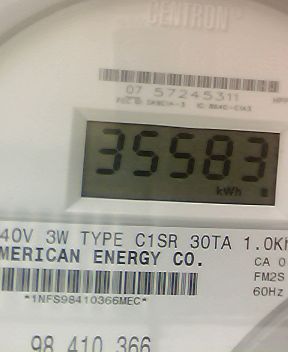 CENTRON
07 57245311
35583
kWh
40V 3W TYPE C1SR 30TA 1.0Kh
MERICAN ENERGY CO.
CA 0
FM2S
*1NFS98410366MEC*
60Hz
98 410 366